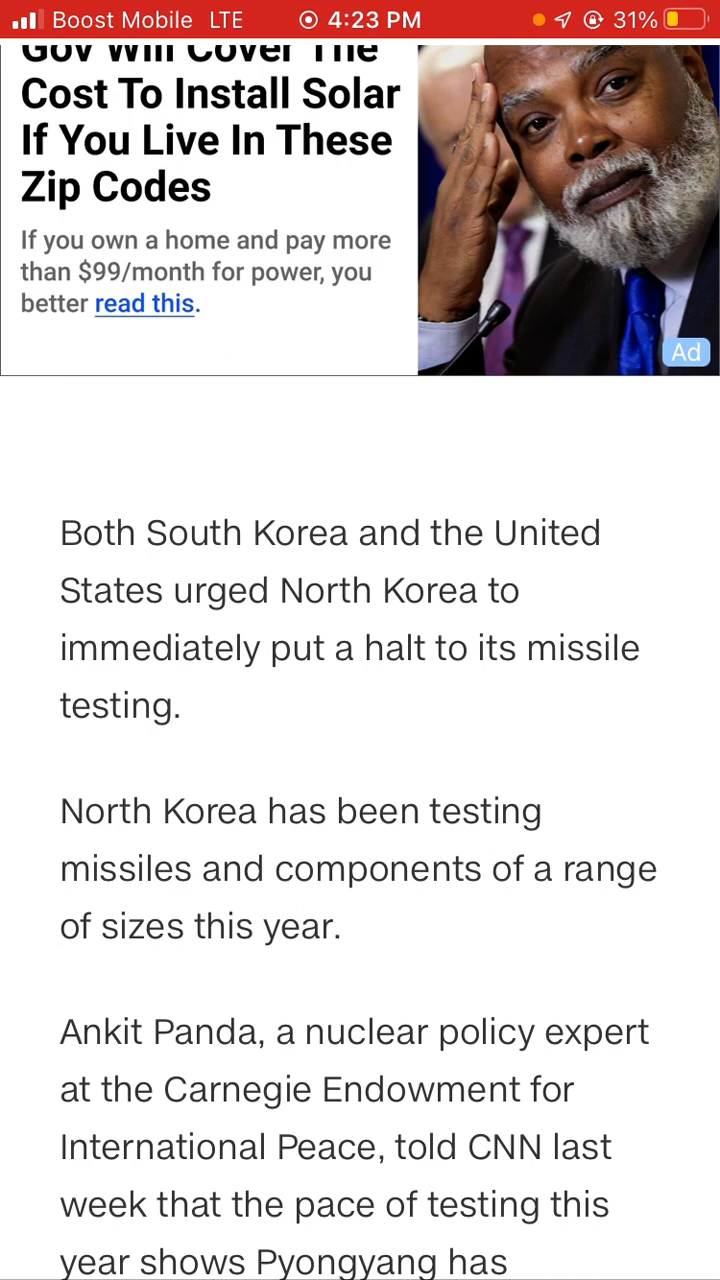 Boost Mobile LTE 4:23 PM 31%
Gov Will Cover The
Cost To Install Solar
If You Live In These
Zip Codes
If you own a home and pay more
than $99/month for power, you
better read this.
Ad
Both South Korea and the United
States urged North Korea to
immediately put a halt to its missile
testing.
North Korea has been testing
missiles and components of a range
of sizes this year.
Ankit Panda, a nuclear policy expert
at the Carnegie Endowment for
International Peace, told CNN last
week that the pace of testing this
year shows Pyongyang has